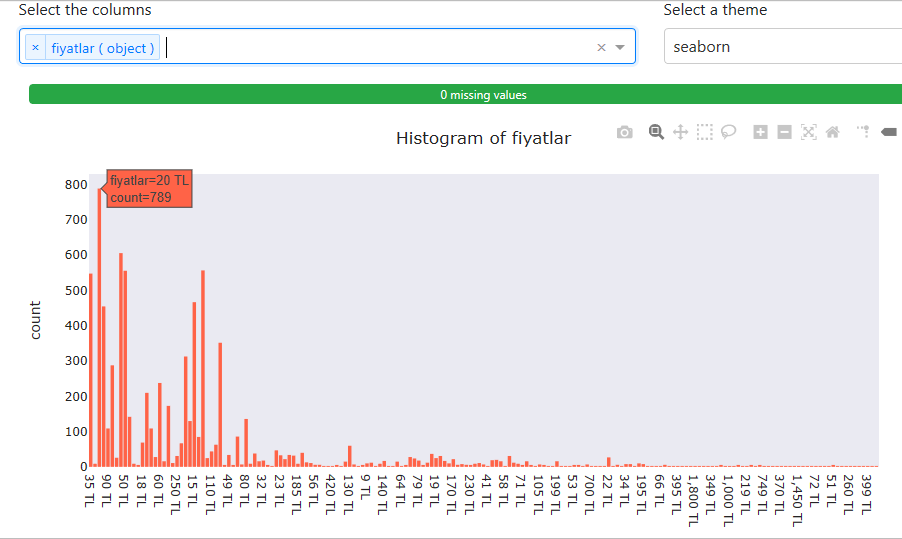 Select the columns
Select a theme
× fiyatlar ( object )
×
seaborn
0 missing values
Histogram of fiyatlar
fiyatlar=20 TL
count=789
count
800
700
600
500
400
300
200
100
0
35 TL
90 TL
50 TL
18 TL
60 TL
250 TL
15 TL
110 TL
49 TL
80 TL
32 TL
23 TL
185 TL
56 TL
420 TL
130 TL
9 TL
140 TL
64 TL
79 TL
19 TL
170 TL
230 TL
41 TL
58 TL
71 TL
105 TL
199 TL
53 TL
700 TL
22 TL
34 TL
195 TL
66 TL
395 TL
1,800 TL
349 TL
1,000 TL
219 TL
749 TL
370 TL
1,450 TL
72 TL
51 TL
260 TL
399 TL